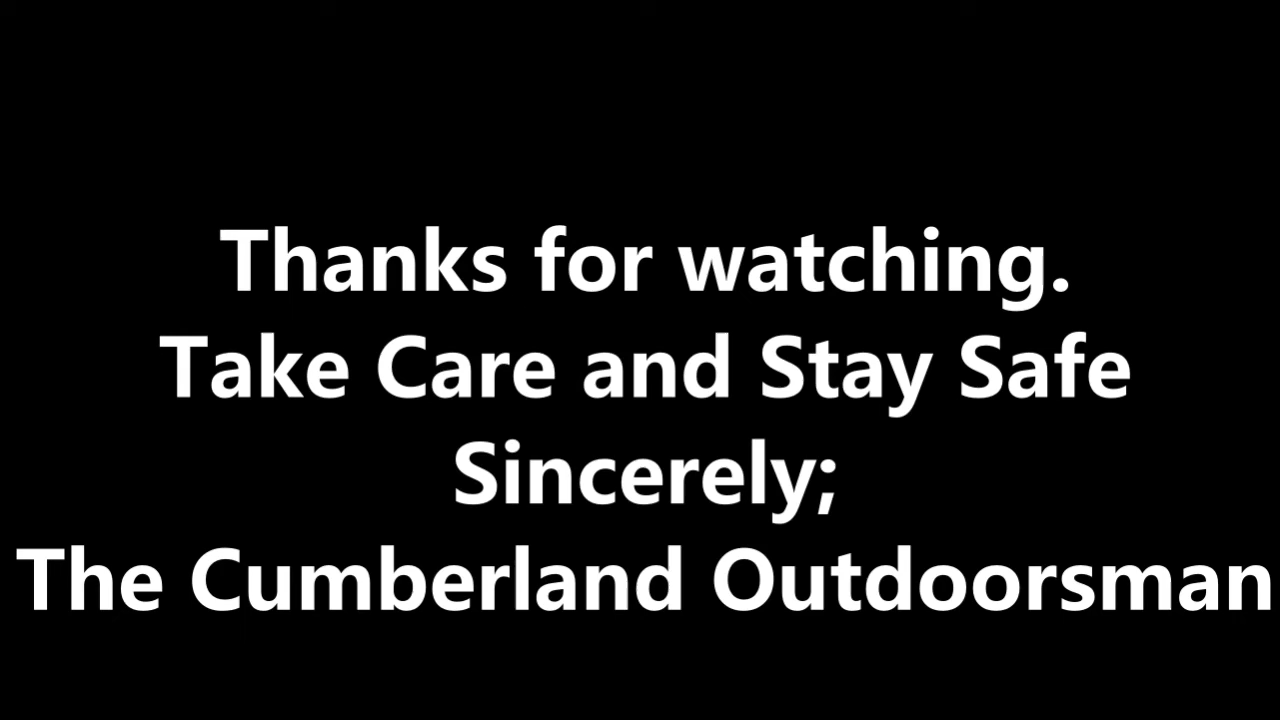 Thanks for watching.
Take Care and Stay Safe
Sincerely;
The Cumberland Outdoorsman